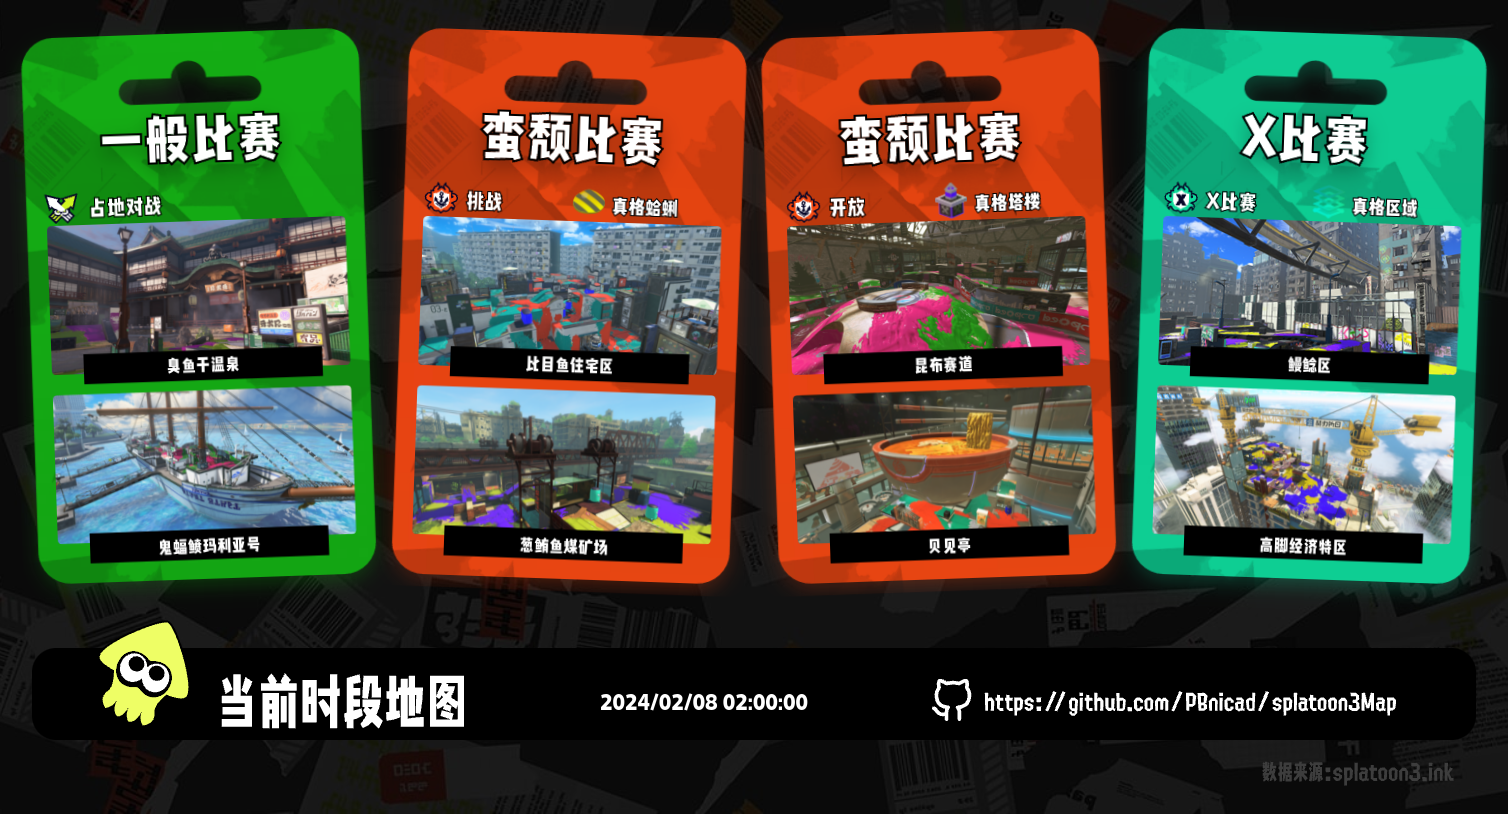 一般比赛
占地对战
臭鱼干温泉
鬼蝠鲼玛利亚号
蛮颓比赛
挑战
真格蛤蜊
比目鱼住宅区
葱鲔鱼煤矿场
蛮颓比赛
开放
真格塔楼
昆布赛道
贝见亭
X比赛
X比赛
真格区域
鳗鲶区
高脚经济特区
当前时段地图
2024/02/08 02:00:00
https://github.com/PBnicad/splatoon3Map
数据来源:splatoon3.ink